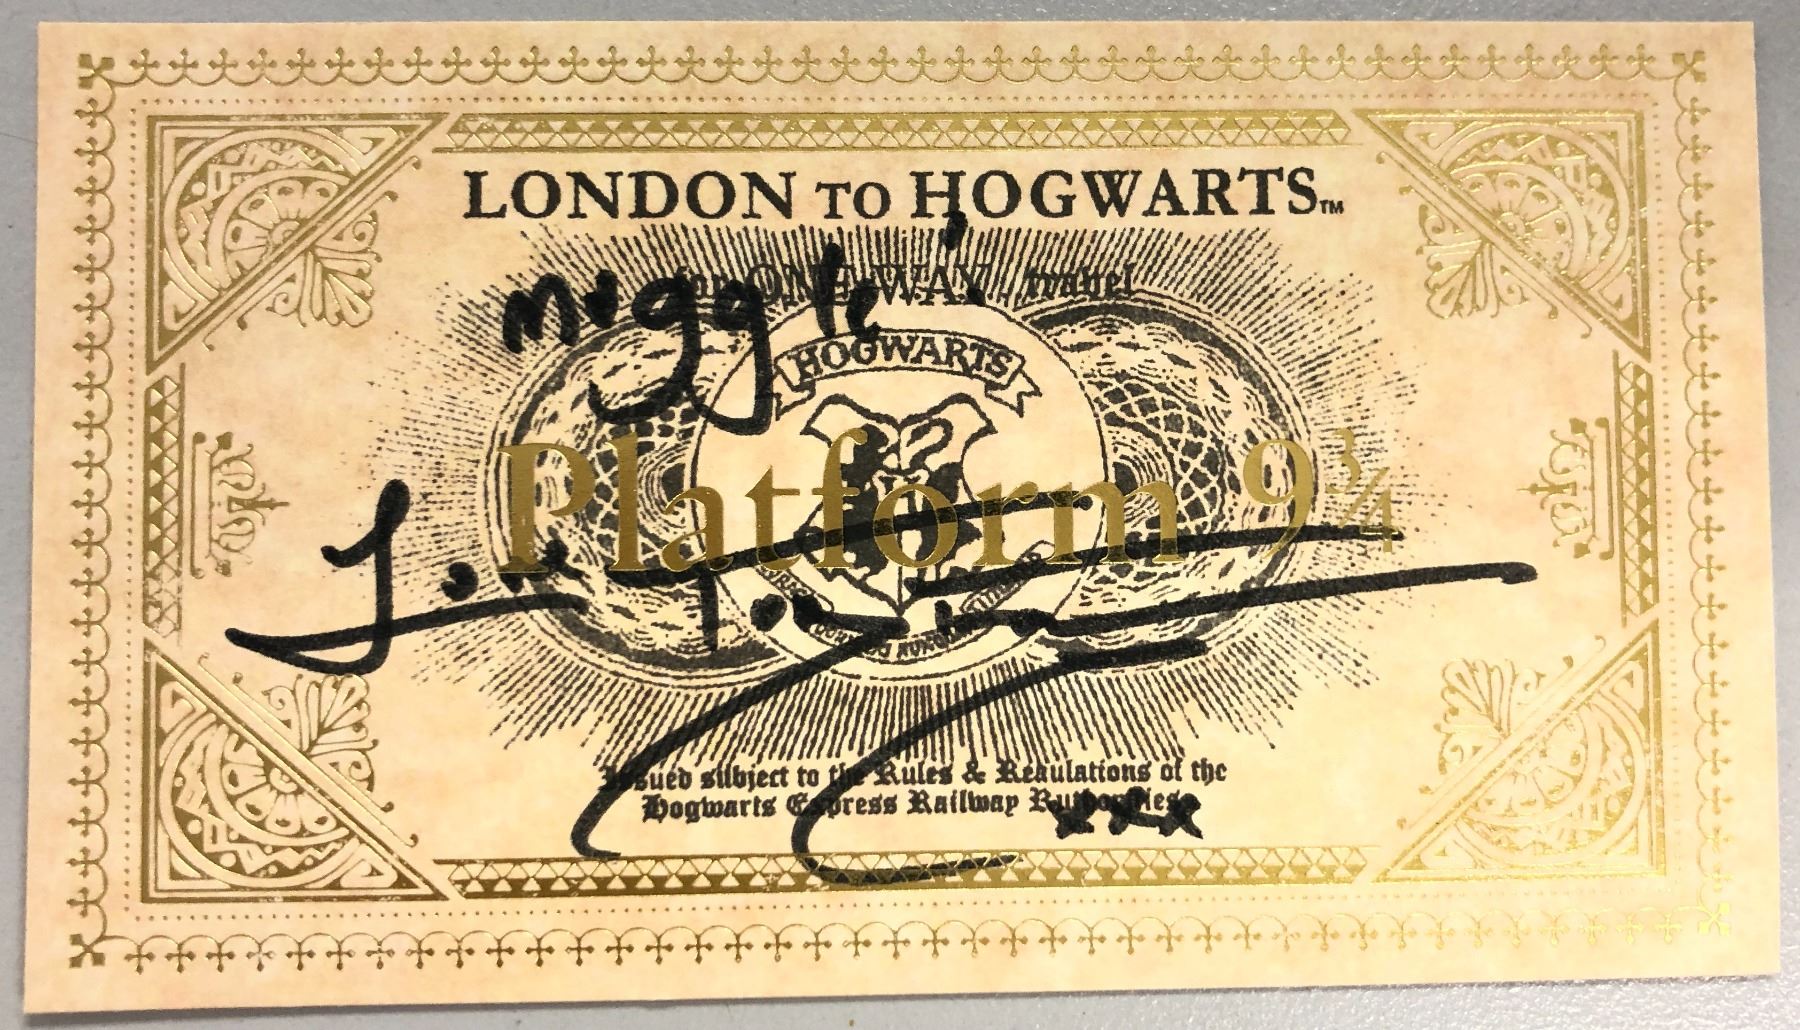 LONDON TO HOGWARTS™
for ONE WAY travel
muggle!
HOGWARTS
Platform 9¾
Issued subject to the Rules & Regulations of the
Hogwarts Express Railway Authorities
xxx